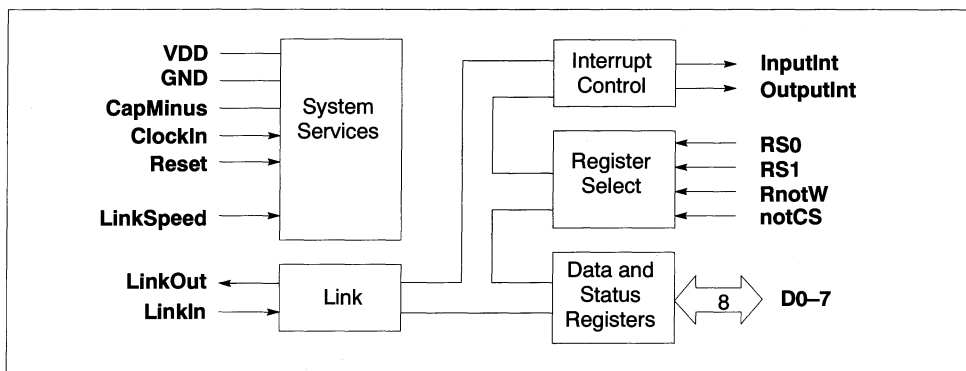 VDD
GND
CapMinus
ClockIn
Reset
LinkSpeed
System
Services
LinkOut
LinkIn
Link
Interrupt
Control
InputInt
OutputInt
Register
Select
RS0
RS1
RnotW
notCS
Data and
Status
Registers
8
D0–7